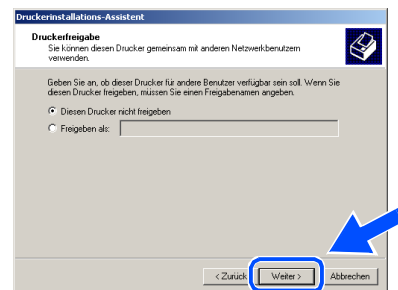 Druckerinstallations-Assistent
Druckerfreigabe
Sie können diesen Drucker gemeinsam mit anderen Netzwerkbenutzern
verwenden.
Geben Sie an, ob dieser Drucker für andere Benutzer verfügbar sein soll. Wenn Sie
diesen Drucker freigeben, müssen Sie einen Freigabenamen angeben.
Diesen Drucker nicht freigeben
Freigeben als:
< Zurück Weiter > Abbrechen